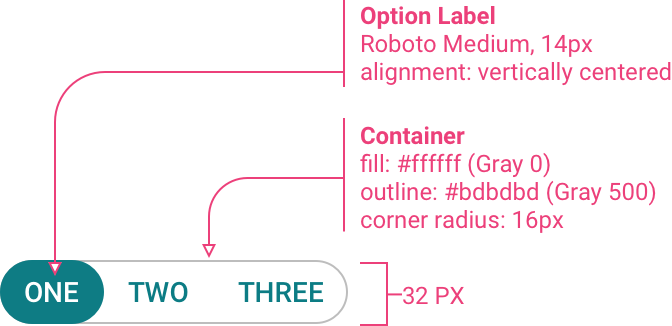 Option Label
Roboto Medium, 14px
alignment: vertically centered
Container
fill: #ffffff (Gray 0)
outline: #bdbdbd (Gray 500)
corner radius: 16px
ONE TWO THREE
32 PX